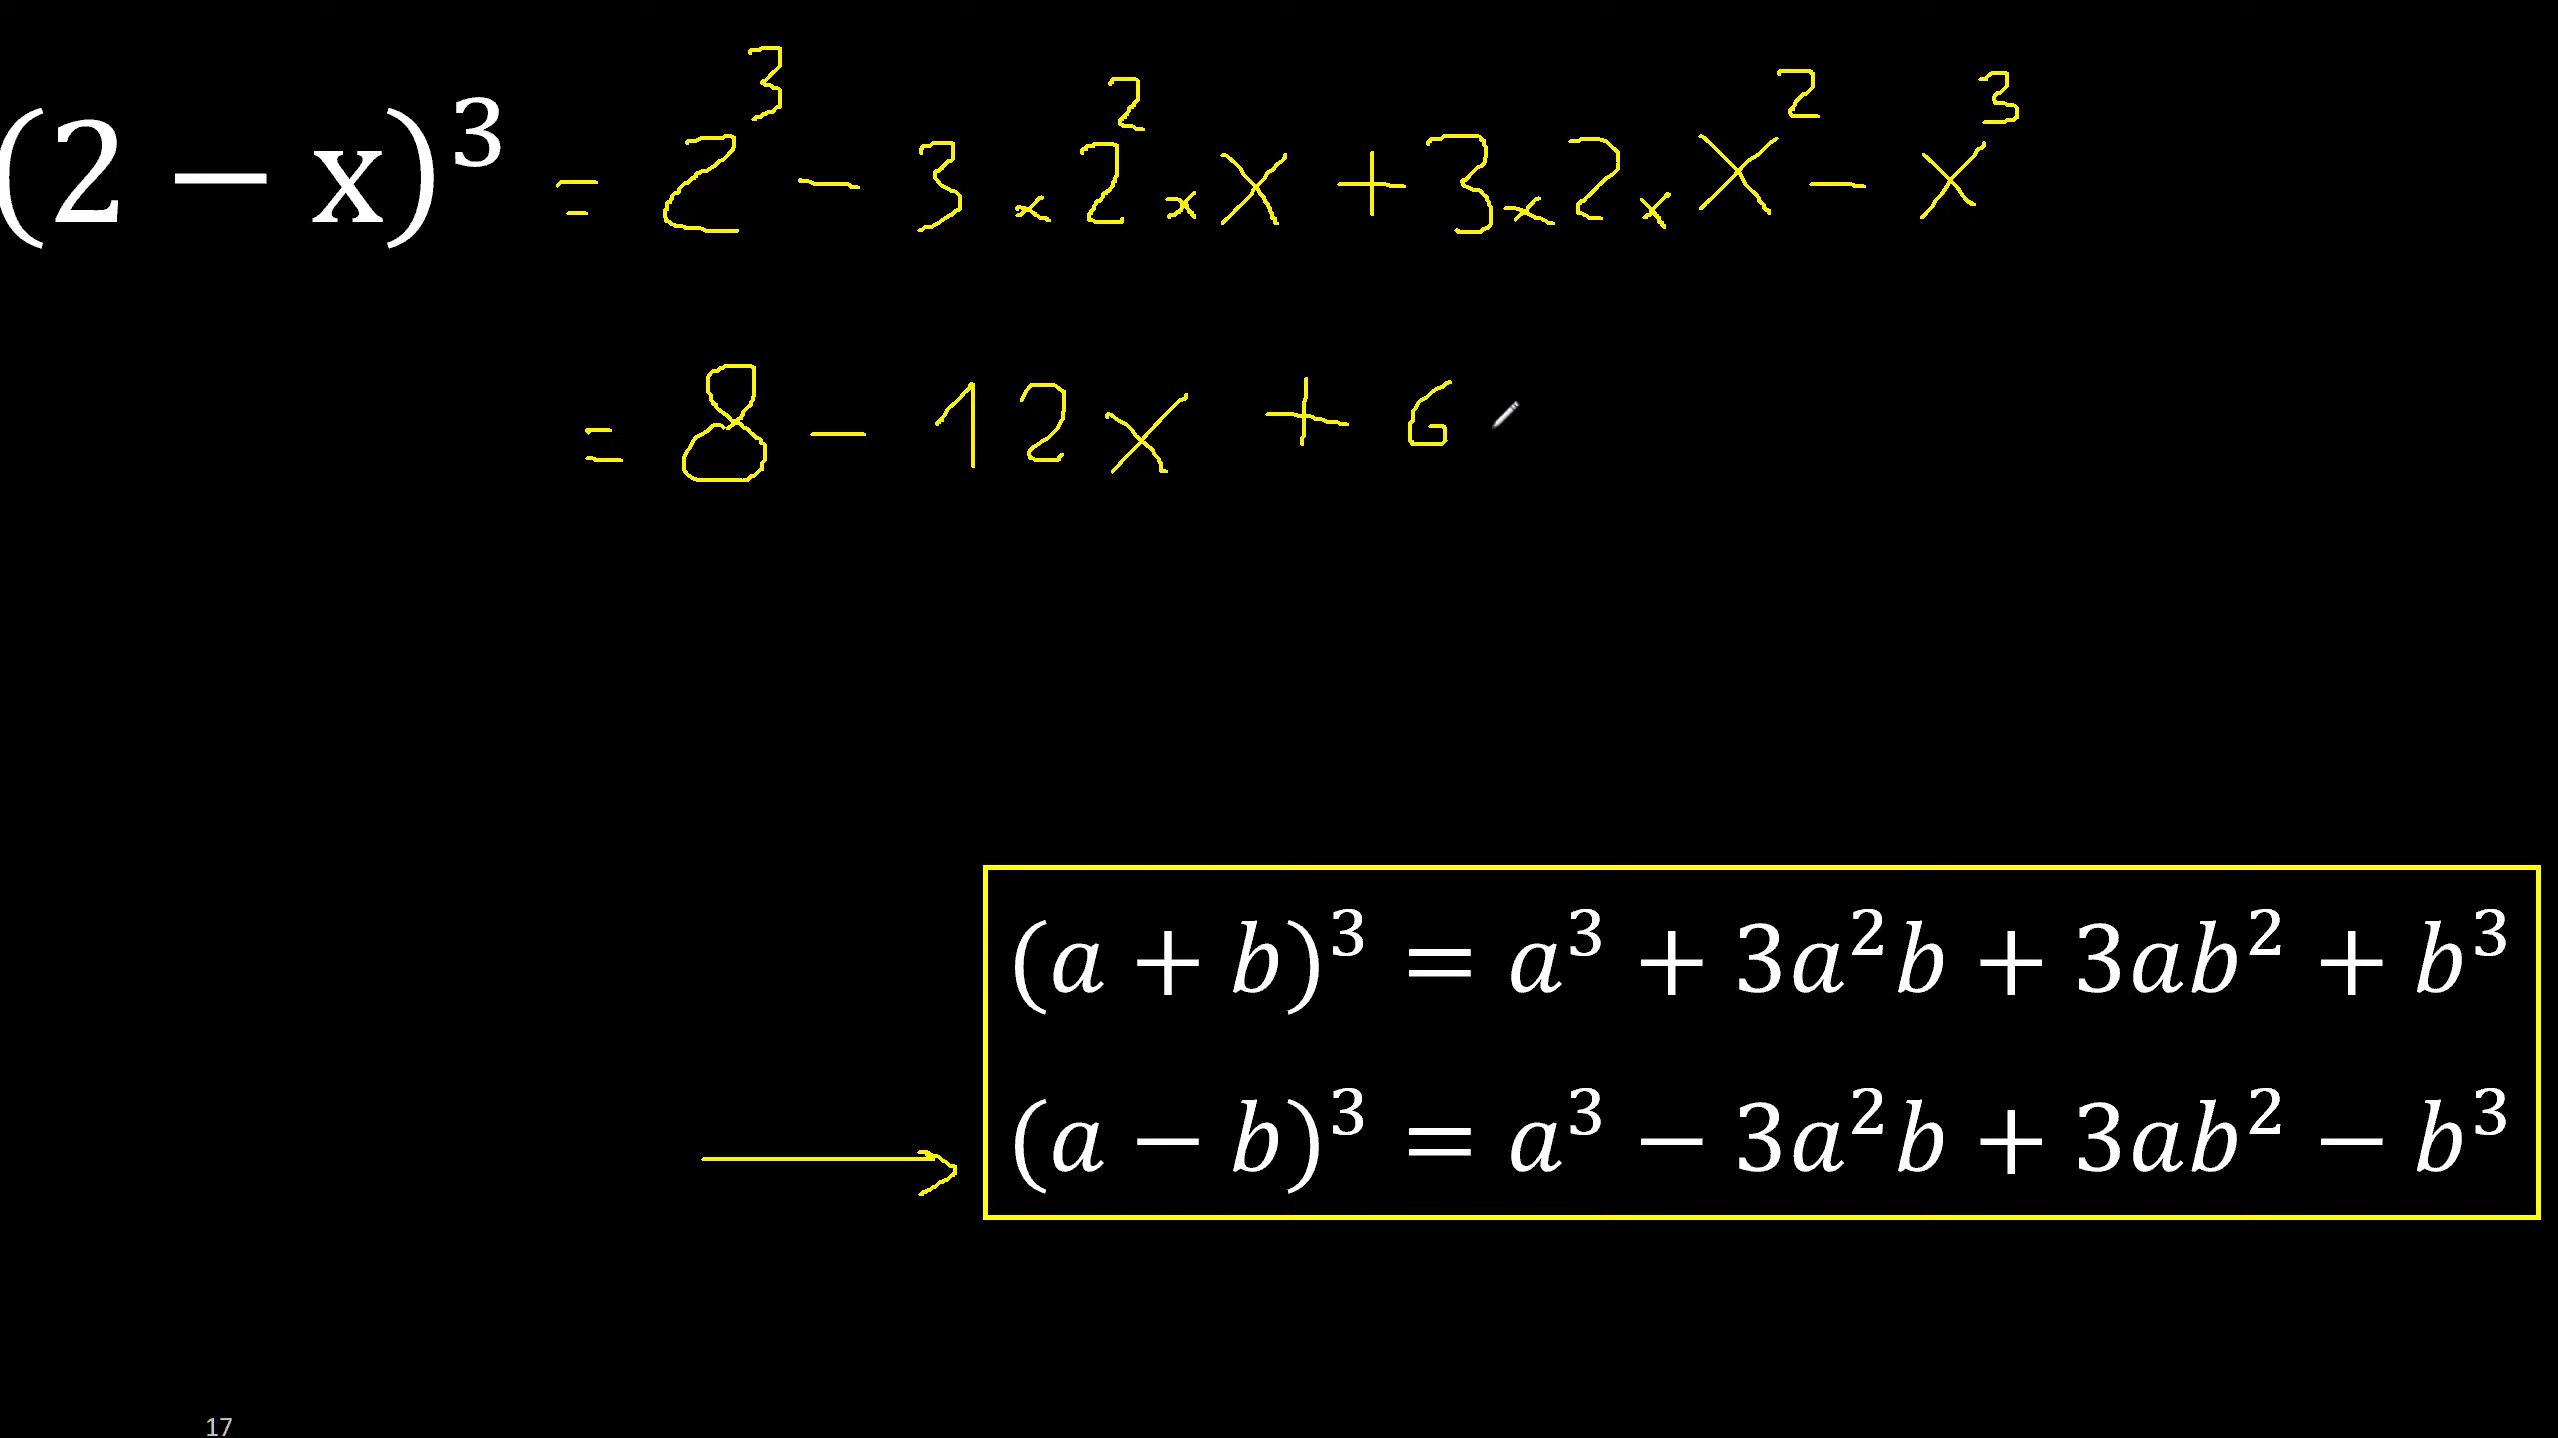 (2 − x)³ = 2³ − 3 × 2² × x + 3 × 2 × x² − x³
= 8 − 12x + 6
(a + b)³ = a³ + 3a²b + 3ab² + b³
(a − b)³ = a³ − 3a²b + 3ab² − b³
17